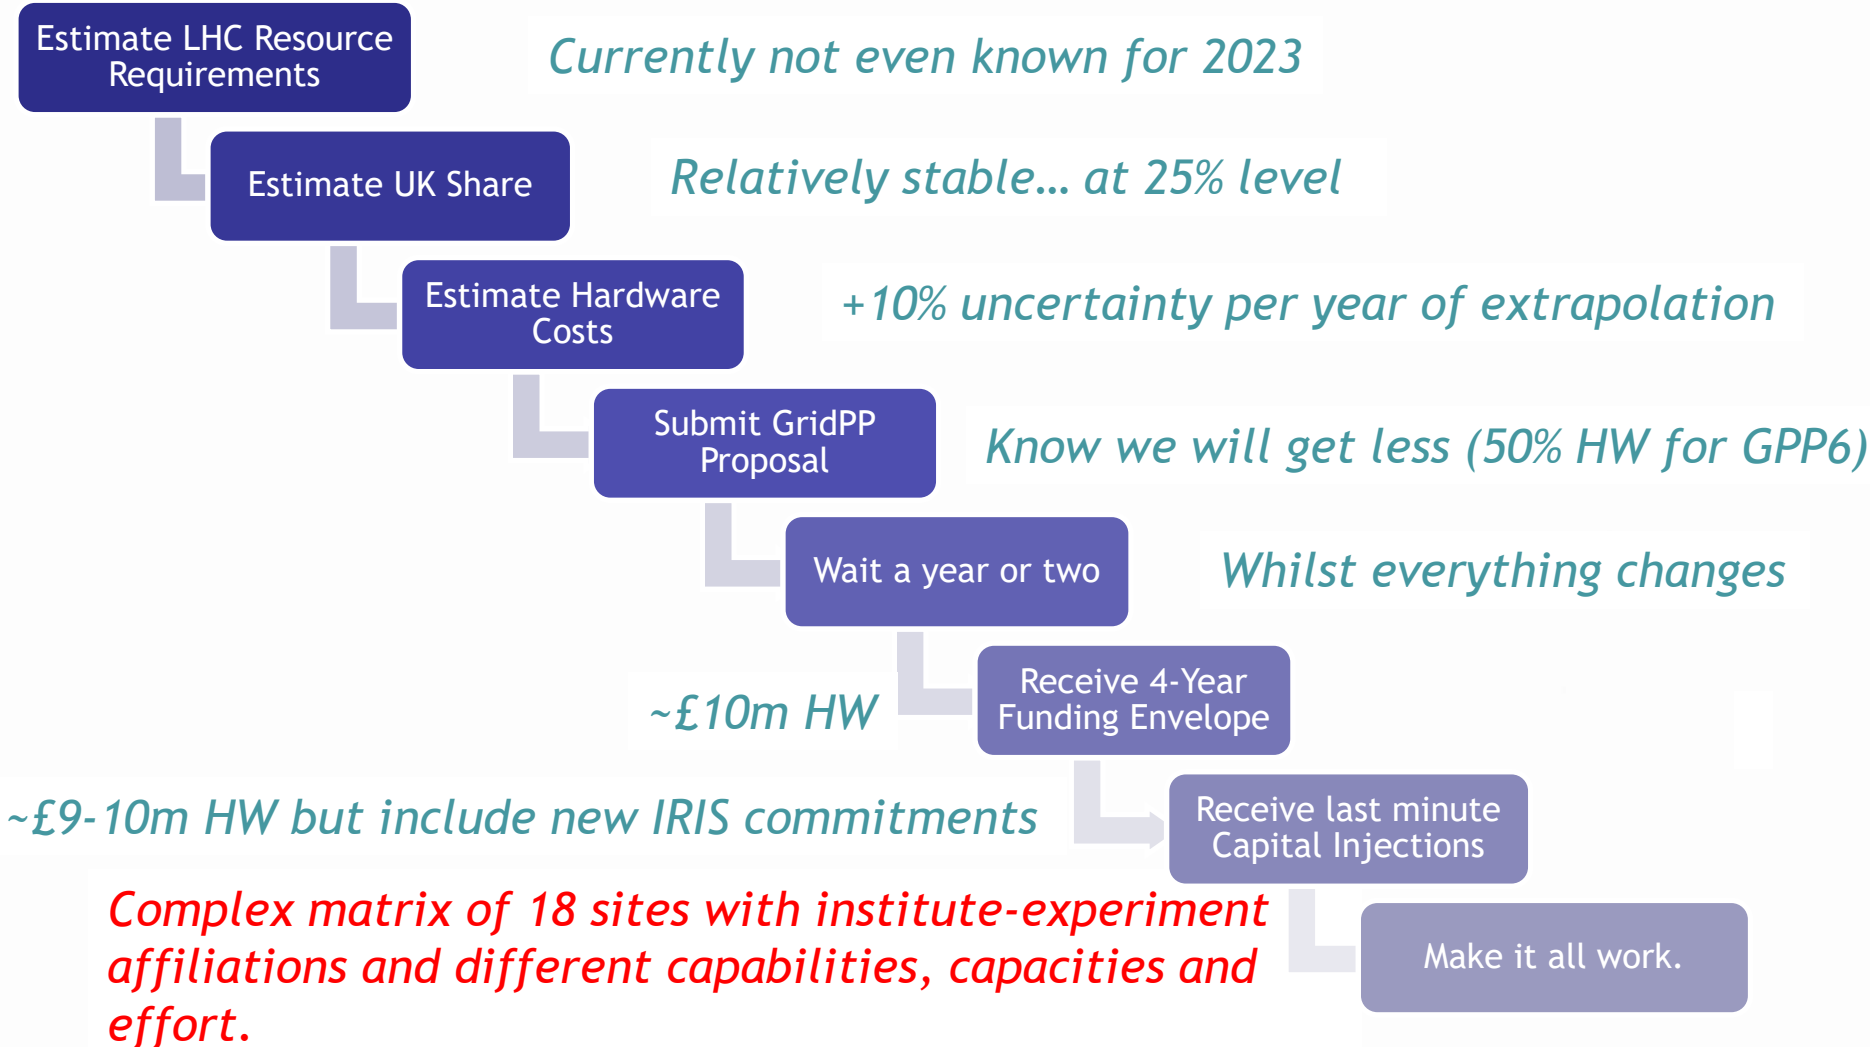 Estimate LHC Resource
Requirements
Currently not even known for 2023
Estimate UK Share
Relatively stable... at 25% level
Estimate Hardware
Costs
+10% uncertainty per year of extrapolation
Submit GridPP
Proposal
Know we will get less (50% HW for GPP6)
Wait a year or two
Whilst everything changes
Receive 4-Year
Funding Envelope
~£10m HW
Receive last minute
Capital Injections
~£9-10m HW but include new IRIS commitments
Make it all work.
Complex matrix of 18 sites with institute-experiment
affiliations and different capabilities, capacities and
effort.